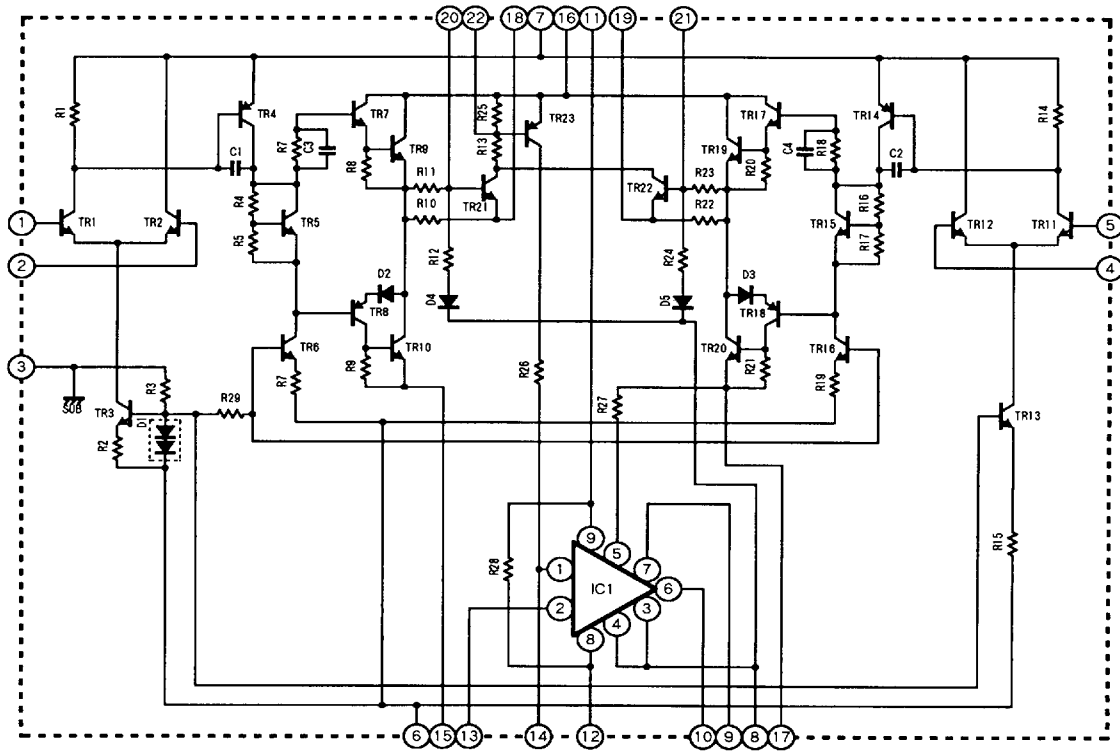 20 22 18 7 16 11 19 21
R1 TR4 R7 C3 TR7 R25 TR23 TR17 R18 C4 TR14 R14
C1 R8 TR9 R13 TR19 R20 C2
R4 R11 TR21 TR22 R23 R16
1 TR1 TR2 R5 TR5 R10 R22 TR15 R17 TR12 TR11 5
2 R12 R24 4
D2 D4 D5 D3
TR8 TR18
3 TR6 R9 TR10 R26 TR20 R21 TR16
R3 R7 R27 R19
SUB R29
TR3 D1 TR13
R2
9 5
R28 1 IC1 7 6 R15
2 3
8 4
6 15 13 14 12 10 9 8 17